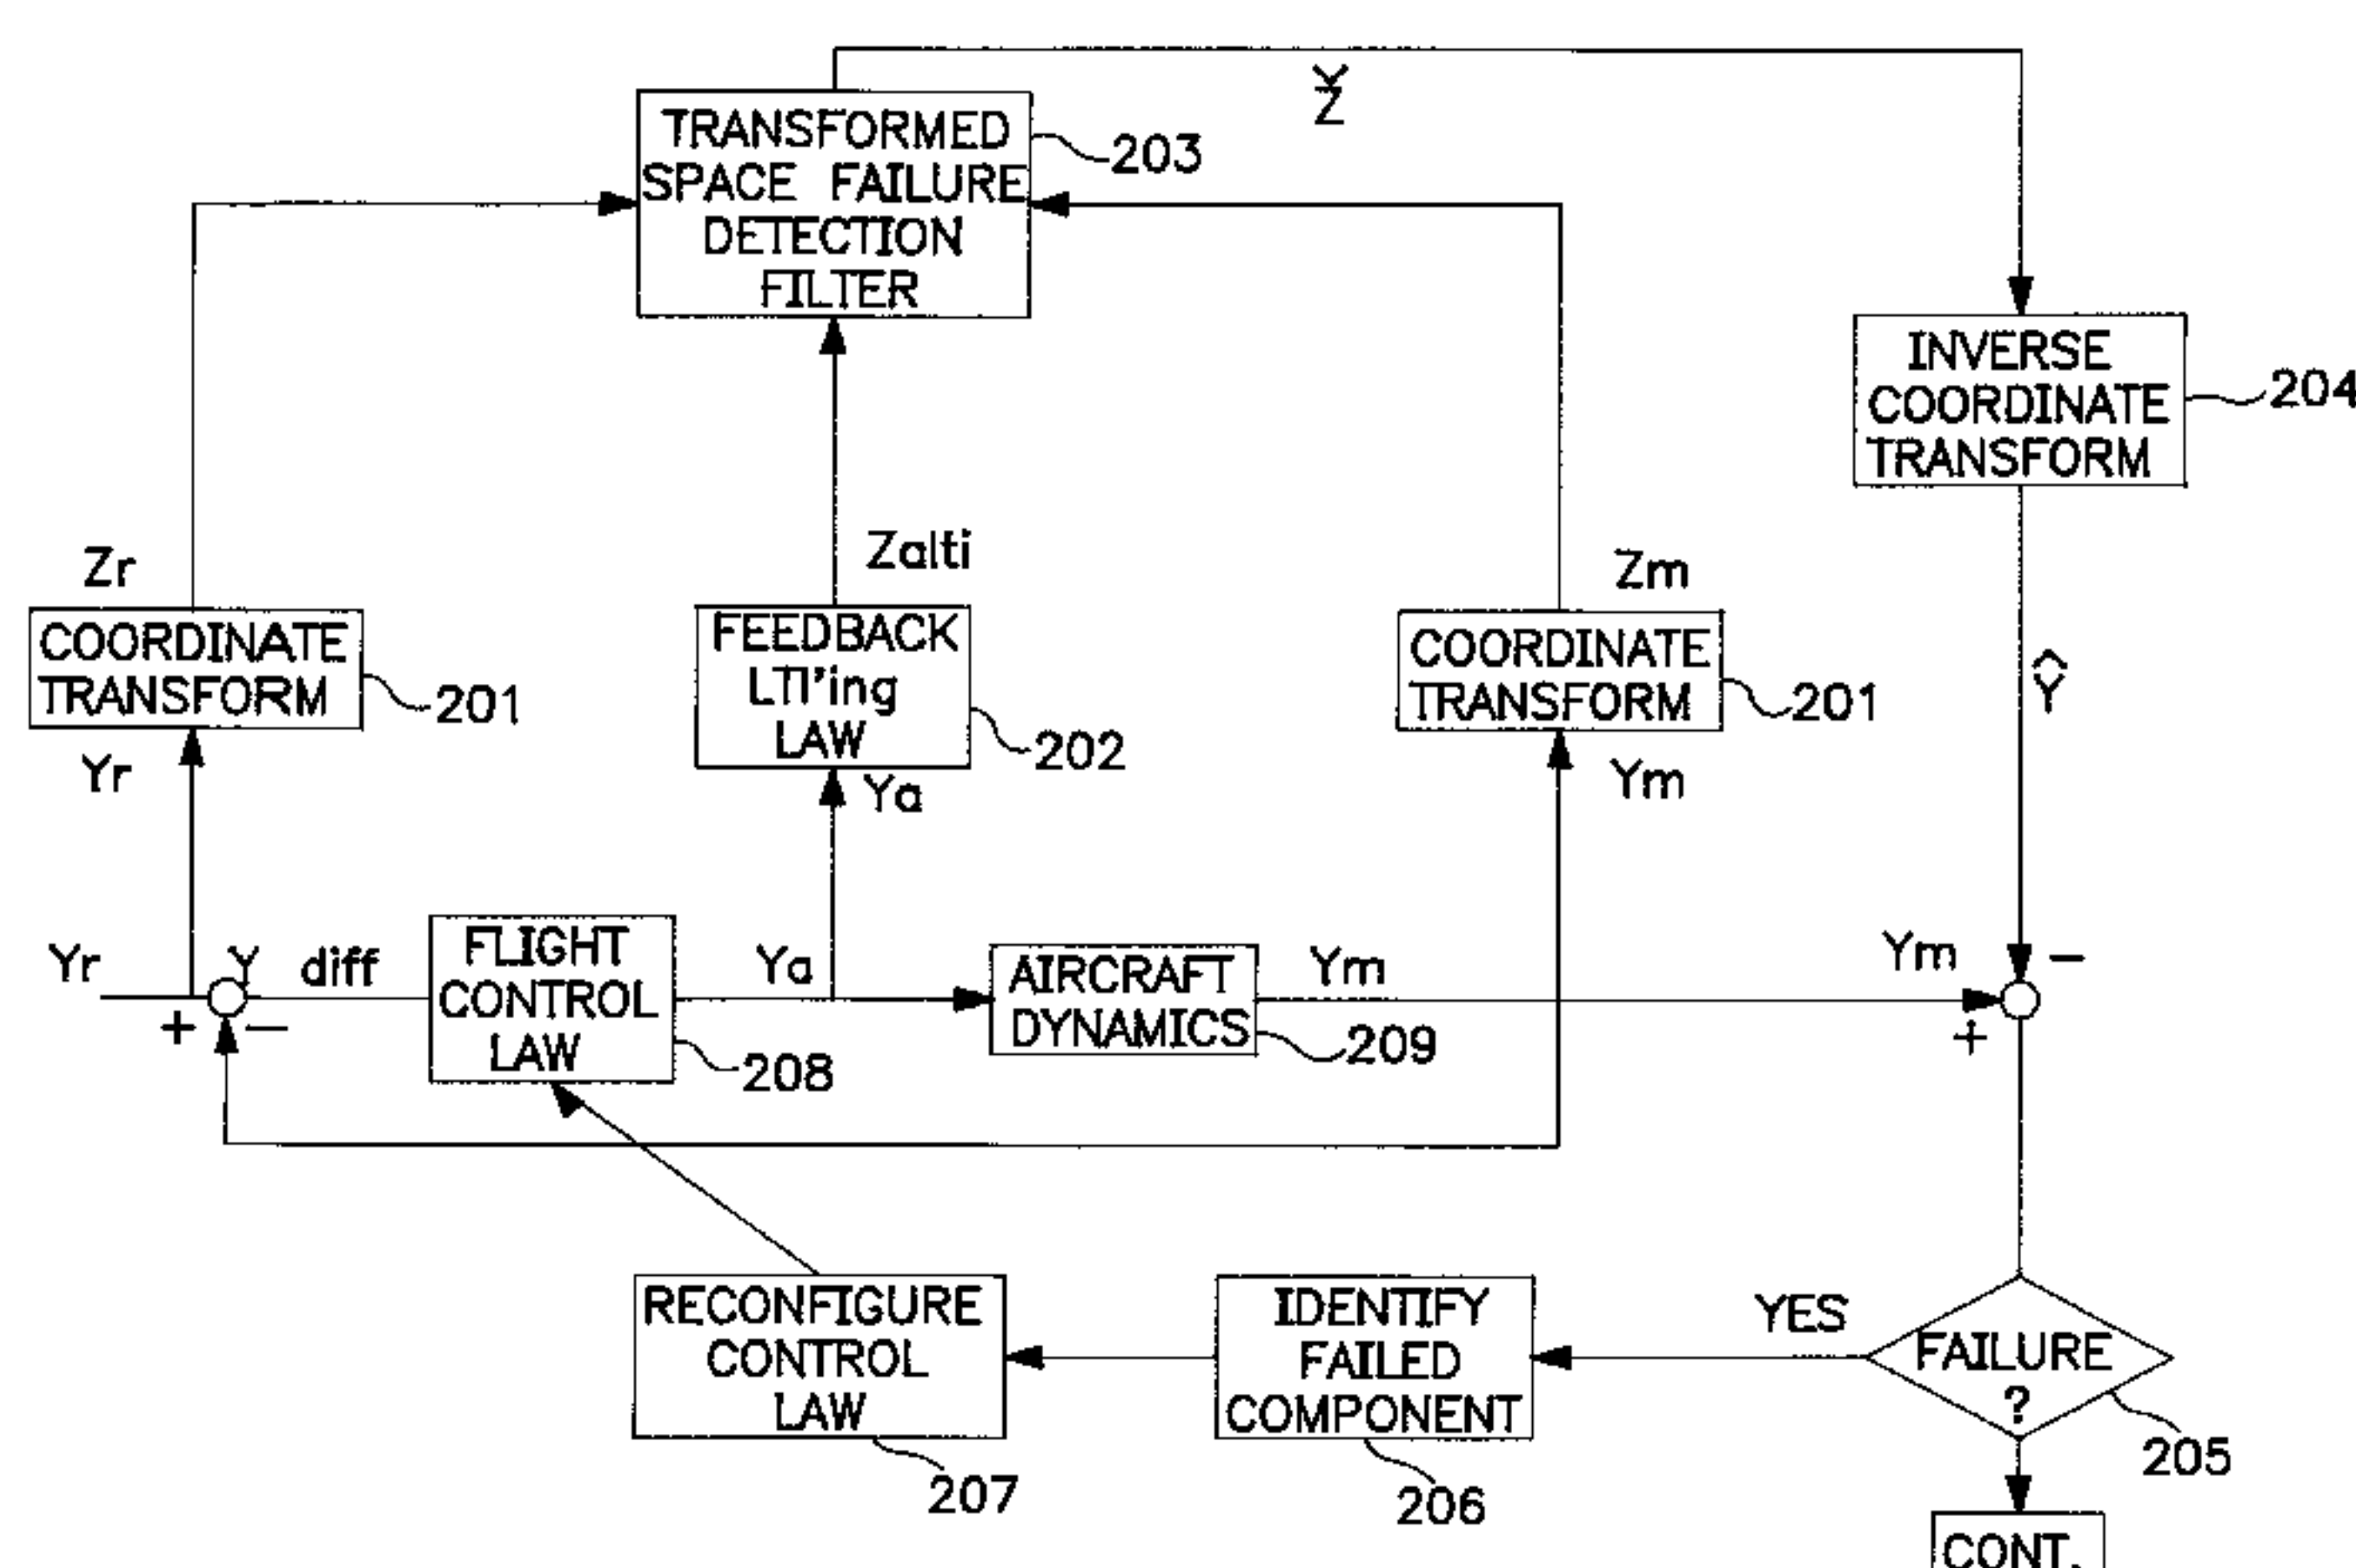 Z
TRANSFORMED
SPACE FAILURE
DETECTION
FILTER
203
INVERSE
COORDINATE
TRANSFORM
204
Zr
Zalti
Zm
COORDINATE
TRANSFORM
201
FEEDBACK
LTI'ing
LAW
202
COORDINATE
TRANSFORM
201
Ŷ
Yr
Ya
Ym
Yr
+
−
Y diff
FLIGHT
CONTROL
LAW
208
Ya
AIRCRAFT
DYNAMICS
209
Ym
Ym
−
+
RECONFIGURE
CONTROL
LAW
207
IDENTIFY
FAILED
COMPONENT
206
YES
FAILURE
?
205
CONT.